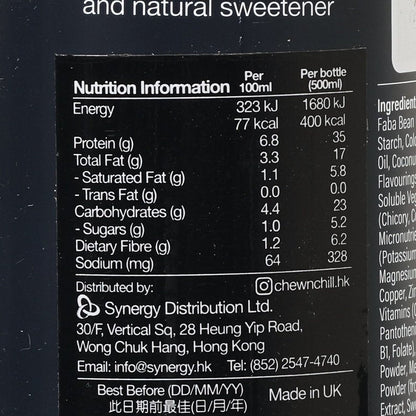 and natural sweetener
Nutrition Information Per 100ml Per bottle (500ml)
Energy 323 kJ 1680 kJ
77 kcal 400 kcal
Protein (g) 6.8 35
Total Fat (g) 3.3 17
- Saturated Fat (g) 1.1 5.8
- Trans Fat (g) 0.0 0.0
Carbohydrates (g) 4.4 23
- Sugars (g) 1.0 5.2
Dietary Fibre (g) 1.2 6.2
Sodium (mg) 64 328
Distributed by: chewnchill.hk
Synergy Distribution Ltd.
30/F, Vertical Sq, 28 Heung Yip Road,
Wong Chuk Hang, Hong Kong
Email: info@synergy.hk Tel: (852) 2547-4740
Best Before (DD/MM/YY) Made in UK
此日期前最佳(日/月/年)
Faba Bean
Starch,
Oil,
Flavourings
Soluble
(Chicory,
(Potassium
Copper, Zinc
Vitamins
B1,
Powder,
Powder
Extract,